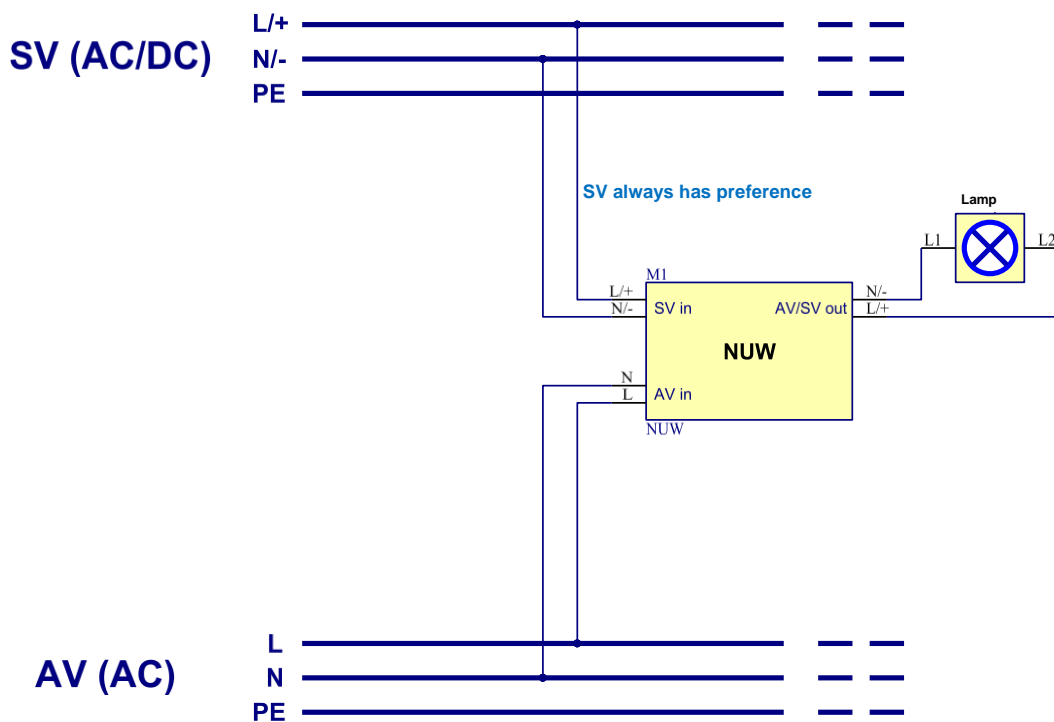 L/+
SV (AC/DC)
N/-
PE
SV always has preference
Lamp
L1
L2
M1
L/+
N/-
SV in
AV/SV out
N/-
L/+
NUW
N
L
AV in
NUW
L
AV (AC)
N
PE